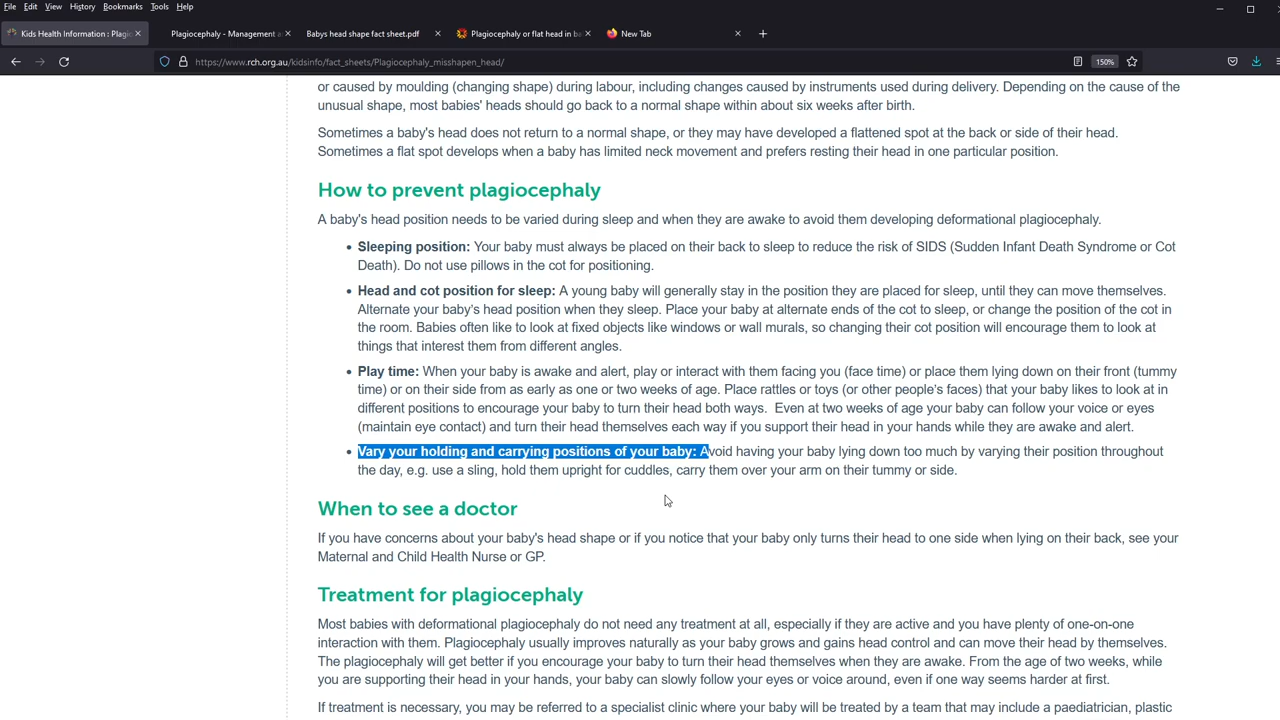 File Edit View History Bookmarks Tools Help
Kids Health Information : Plagi
Plagiocephaly - Management a
Babys head shape fact sheet.pdf
Plagiocephaly or flat head in b
New Tab
https://www.rch.org.au/kidsinfo/fact_sheets/Plagiocephaly_misshapen_head/
150%
or caused by moulding (changing shape) during labour, including changes caused by instruments used during delivery. Depending on the cause of the
unusual shape, most babies' heads should go back to a normal shape within about six weeks after birth.
Sometimes a baby's head does not return to a normal shape, or they may have developed a flattened spot at the back or side of their head.
Sometimes a flat spot develops when a baby has limited neck movement and prefers resting their head in one particular position.
How to prevent plagiocephaly
A baby's head position needs to be varied during sleep and when they are awake to avoid them developing deformational plagiocephaly.
• Sleeping position: Your baby must always be placed on their back to sleep to reduce the risk of SIDS (Sudden Infant Death Syndrome or Cot
Death). Do not use pillows in the cot for positioning.
• Head and cot position for sleep: A young baby will generally stay in the position they are placed for sleep, until they can move themselves.
Alternate your baby's head position when they sleep. Place your baby at alternate ends of the cot to sleep, or change the position of the cot in
the room. Babies often like to look at fixed objects like windows or wall murals, so changing their cot position will encourage them to look at
things that interest them from different angles.
• Play time: When your baby is awake and alert, play or interact with them facing you (face time) or place them lying down on their front (tummy
time) or on their side from as early as one or two weeks of age. Place rattles or toys (or other people's faces) that your baby likes to look at in
different positions to encourage your baby to turn their head both ways. Even at two weeks of age your baby can follow your voice or eyes
(maintain eye contact) and turn their head themselves each way if you support their head in your hands while they are awake and alert.
• Vary your holding and carrying positions of your baby: Avoid having your baby lying down too much by varying their position throughout
the day, e.g. use a sling, hold them upright for cuddles, carry them over your arm on their tummy or side.
When to see a doctor
If you have concerns about your baby's head shape or if you notice that your baby only turns their head to one side when lying on their back, see your
Maternal and Child Health Nurse or GP.
Treatment for plagiocephaly
Most babies with deformational plagiocephaly do not need any treatment at all, especially if they are active and you have plenty of one-on-one
interaction with them. Plagiocephaly usually improves naturally as your baby grows and gains head control and can move their head by themselves.
The plagiocephaly will get better if you encourage your baby to turn their head themselves when they are awake. From the age of two weeks, while
you are supporting their head in your hands, your baby can slowly follow your eyes or voice around, even if one way seems harder at first.
If treatment is necessary, you may be referred to a specialist clinic where your baby will be treated by a team that may include a paediatrician, plastic